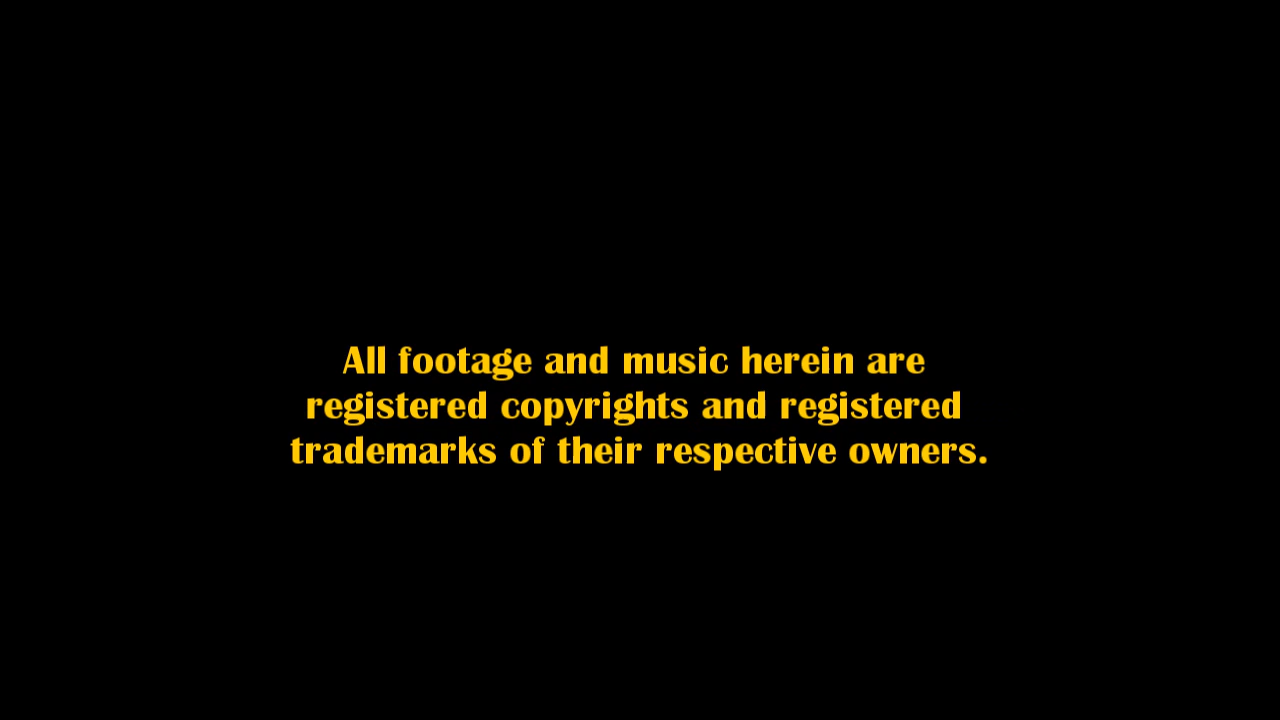 All footage and music herein are
registered copyrights and registered
trademarks of their respective owners.